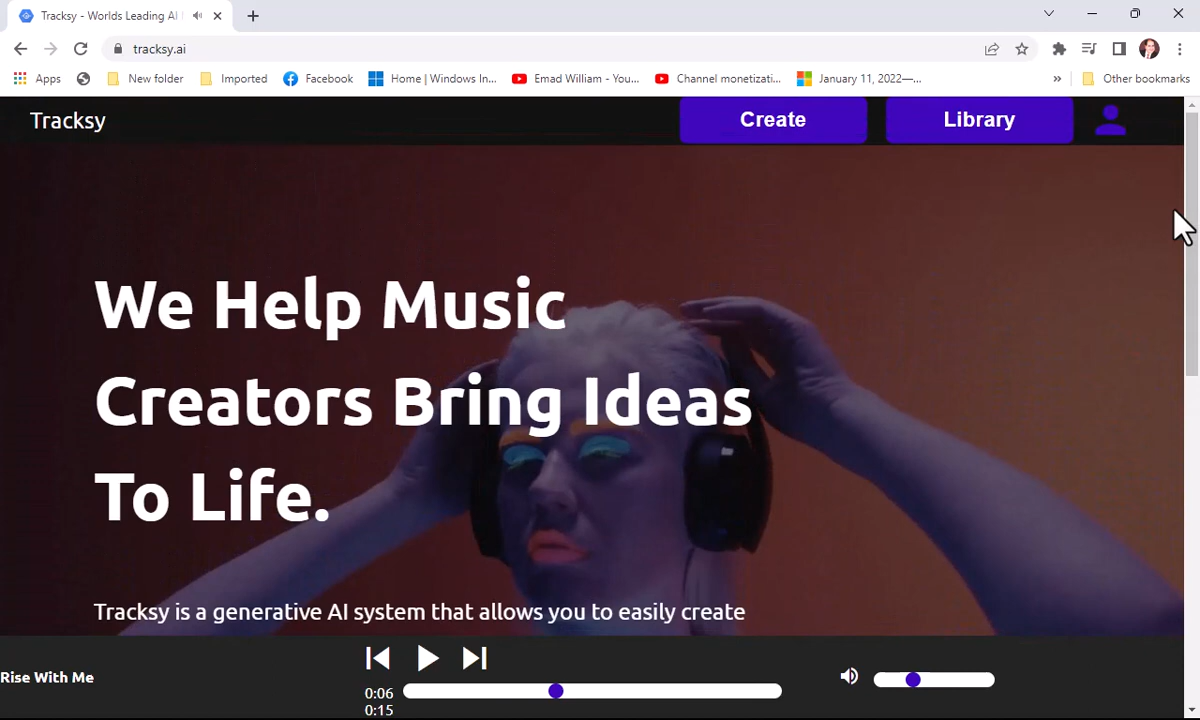 Tracksy - Worlds Leading AI
tracksy.ai
Apps New folder Imported Facebook Home | Windows In... Emad William - You... Channel monetizati... January 11, 2022—... » Other bookmarks
Tracksy Create Library
We Help Music
Creators Bring Ideas
To Life.
Tracksy is a generative AI system that allows you to easily create
Rise With Me
0:06
0:15